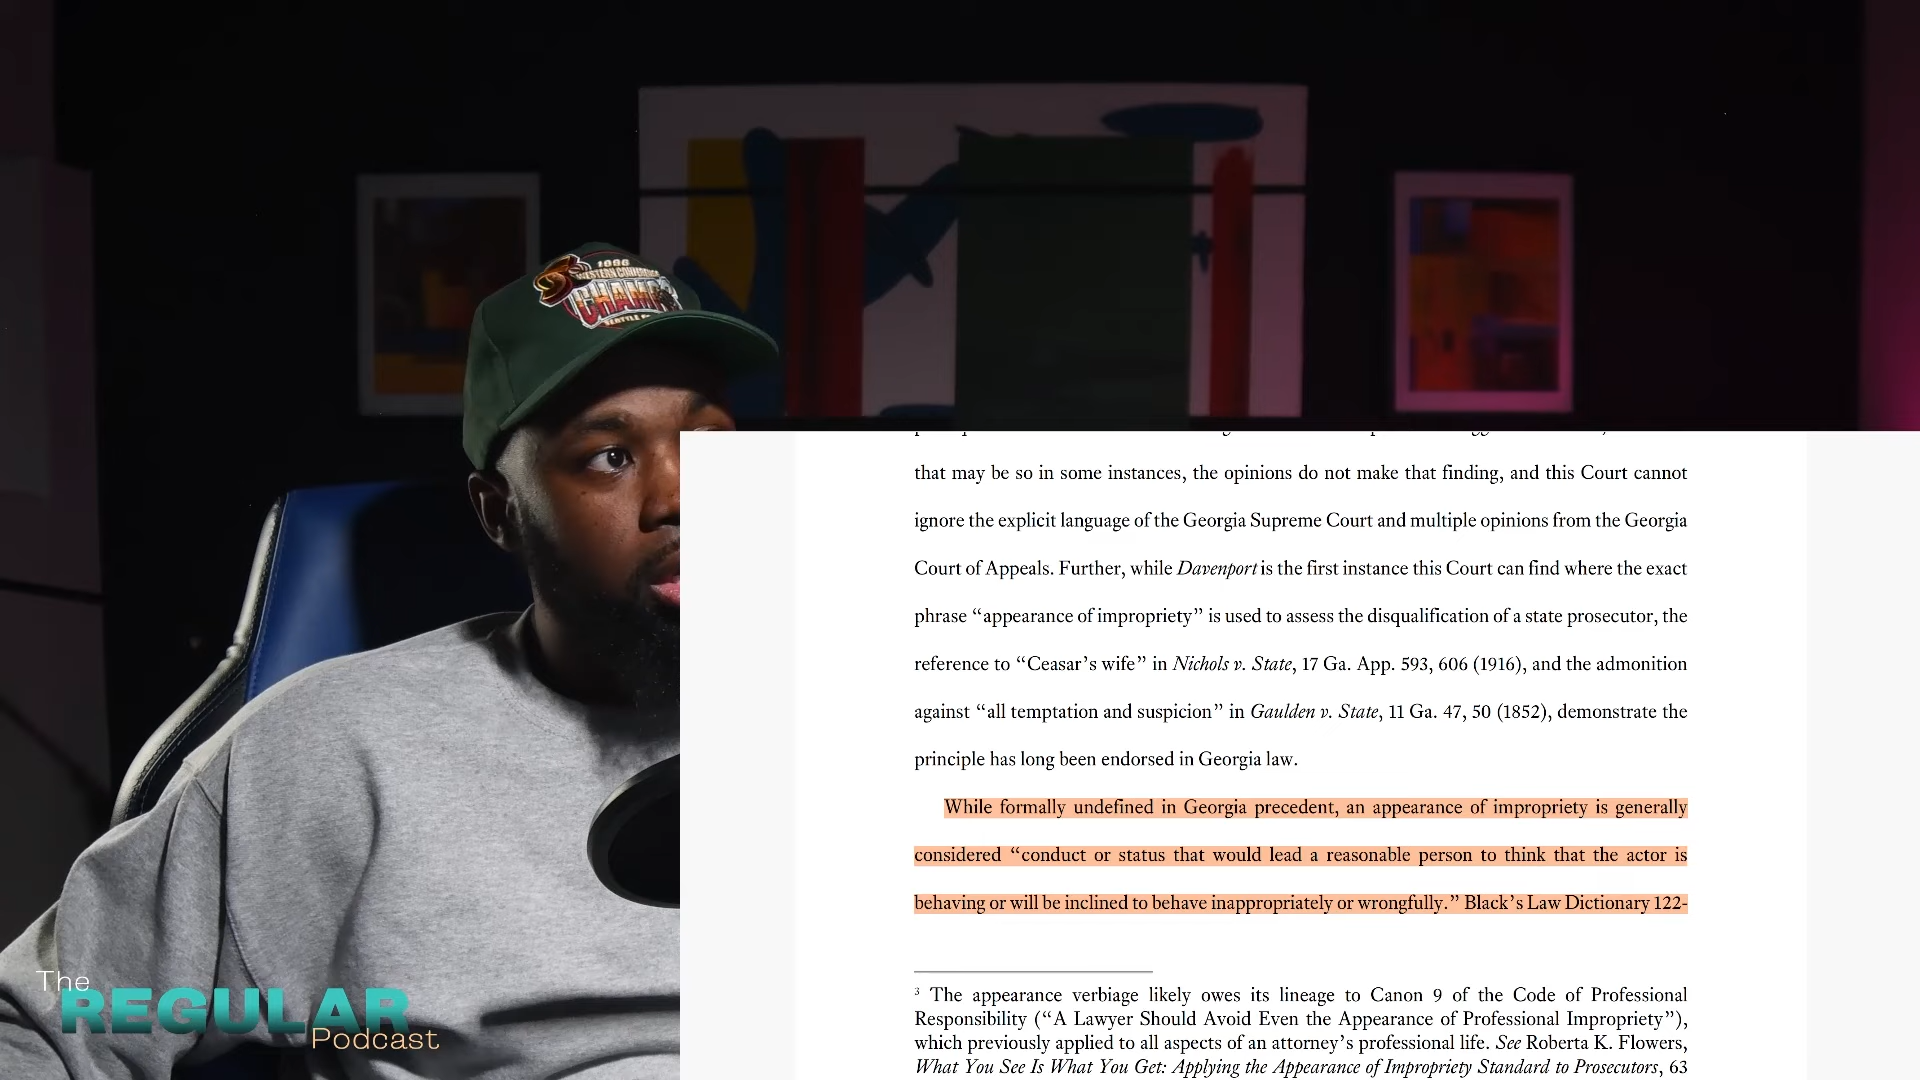 1996
WESTERN CONFERENCE
CHAMPS
that may be so in some instances, the opinions do not make that finding, and this Court cannot
ignore the explicit language of the Georgia Supreme Court and multiple opinions from the Georgia
Court of Appeals. Further, while Davenport is the first instance this Court can find where the exact
phrase “appearance of impropriety” is used to assess the disqualification of a state prosecutor, the
reference to “Ceasar’s wife” in Nichols v. State, 17 Ga. App. 593, 606 (1916), and the admonition
against “all temptation and suspicion” in Gaulden v. State, 11 Ga. 47, 50 (1852), demonstrate the
principle has long been endorsed in Georgia law.
While formally undefined in Georgia precedent, an appearance of impropriety is generally
considered “conduct or status that would lead a reasonable person to think that the actor is
behaving or will be inclined to behave inappropriately or wrongfully.” Black’s Law Dictionary 122-
3 The appearance verbiage likely owes its lineage to Canon 9 of the Code of Professional
Responsibility (“A Lawyer Should Avoid Even the Appearance of Professional Impropriety”),
which previously applied to all aspects of an attorney’s professional life. See Roberta K. Flowers,
What You See Is What You Get: Applying the Appearance of Impropriety Standard to Prosecutors, 63
The
REGULAR
Podcast